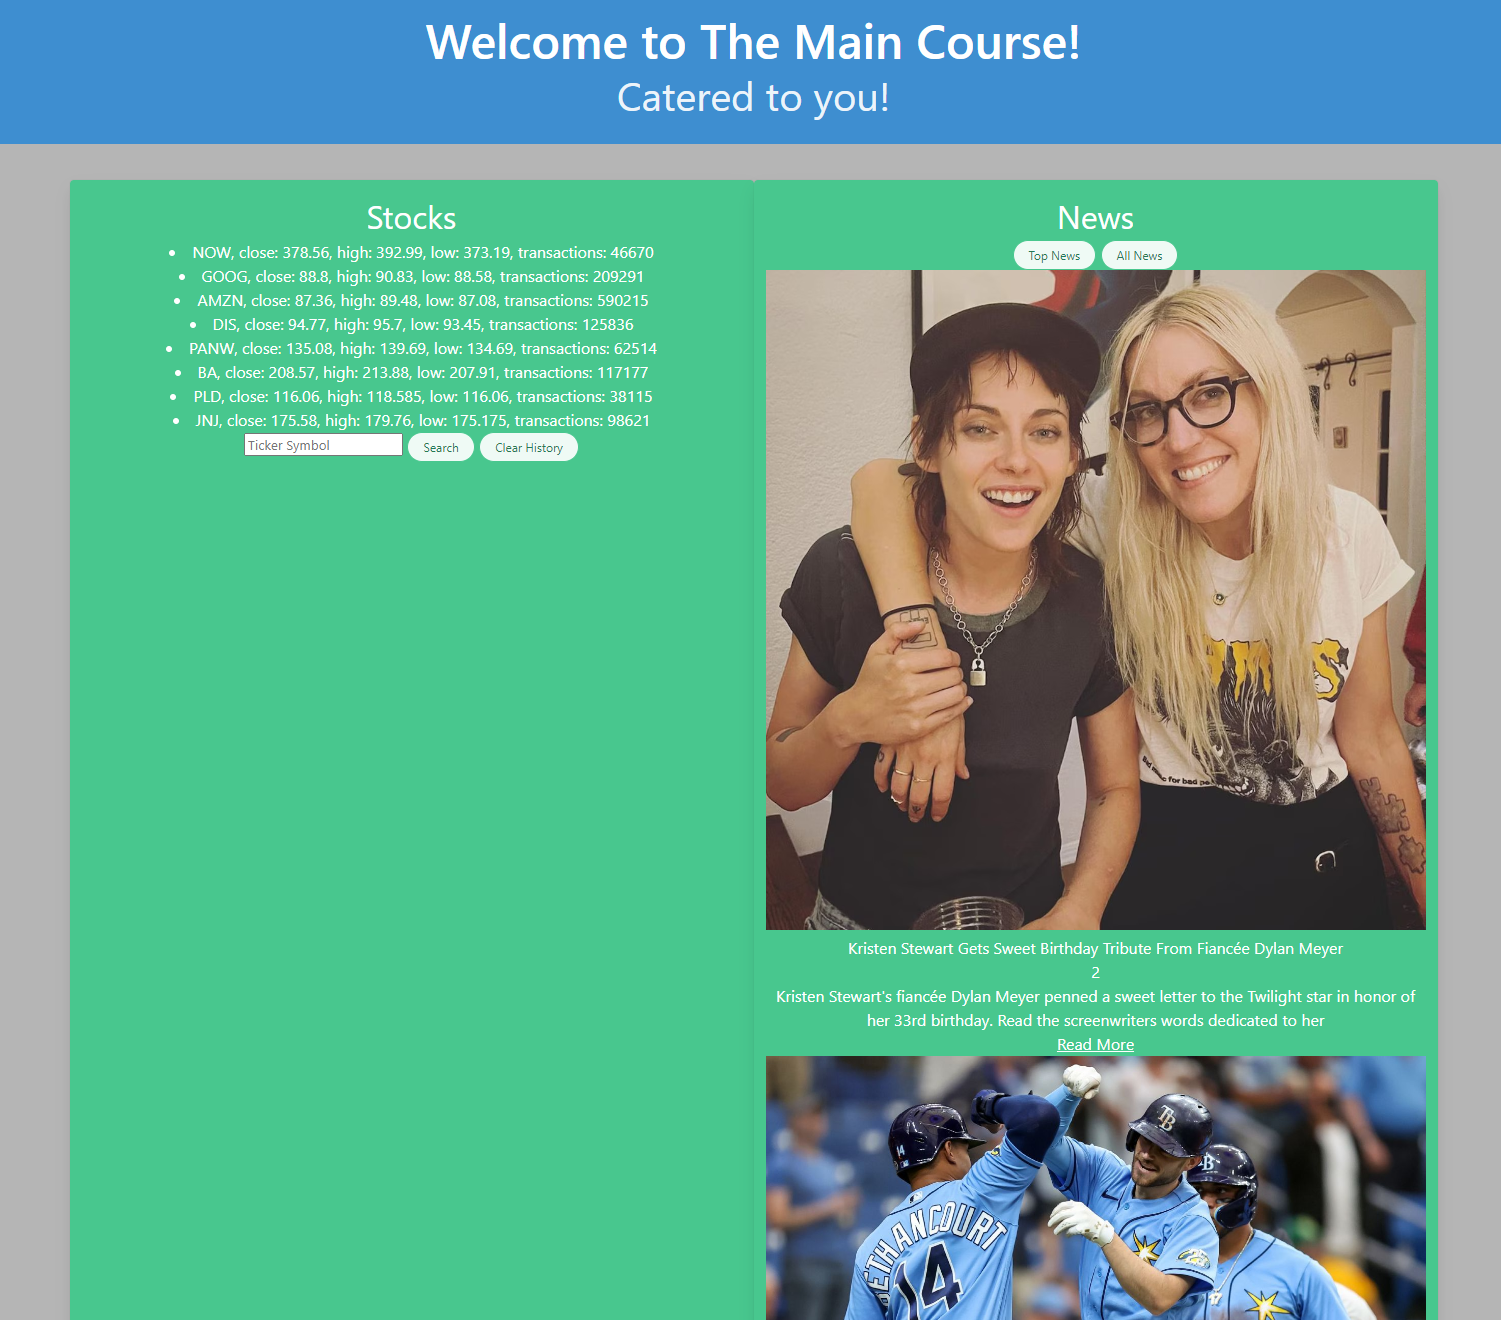 Welcome to The Main Course!
Catered to you!
Stocks
NOW, close: 378.56, high: 392.99, low: 373.19, transactions: 46670
GOOG, close: 88.8, high: 90.83, low: 88.58, transactions: 209291
AMZN, close: 87.36, high: 89.48, low: 87.08, transactions: 590215
DIS, close: 94.77, high: 95.7, low: 93.45, transactions: 125836
PANW, close: 135.08, high: 139.69, low: 134.69, transactions: 62514
BA, close: 208.57, high: 213.88, low: 207.91, transactions: 117177
PLD, close: 116.06, high: 118.585, low: 116.06, transactions: 38115
JNJ, close: 175.58, high: 179.76, low: 175.175, transactions: 98621
Ticker Symbol Search Clear History
News
Top News All News
Kristen Stewart Gets Sweet Birthday Tribute From Fiancée Dylan Meyer
2
Kristen Stewart's fiancée Dylan Meyer penned a sweet letter to the Twilight star in honor of
her 33rd birthday. Read the screenwriters words dedicated to her
Read More
TB
14
14